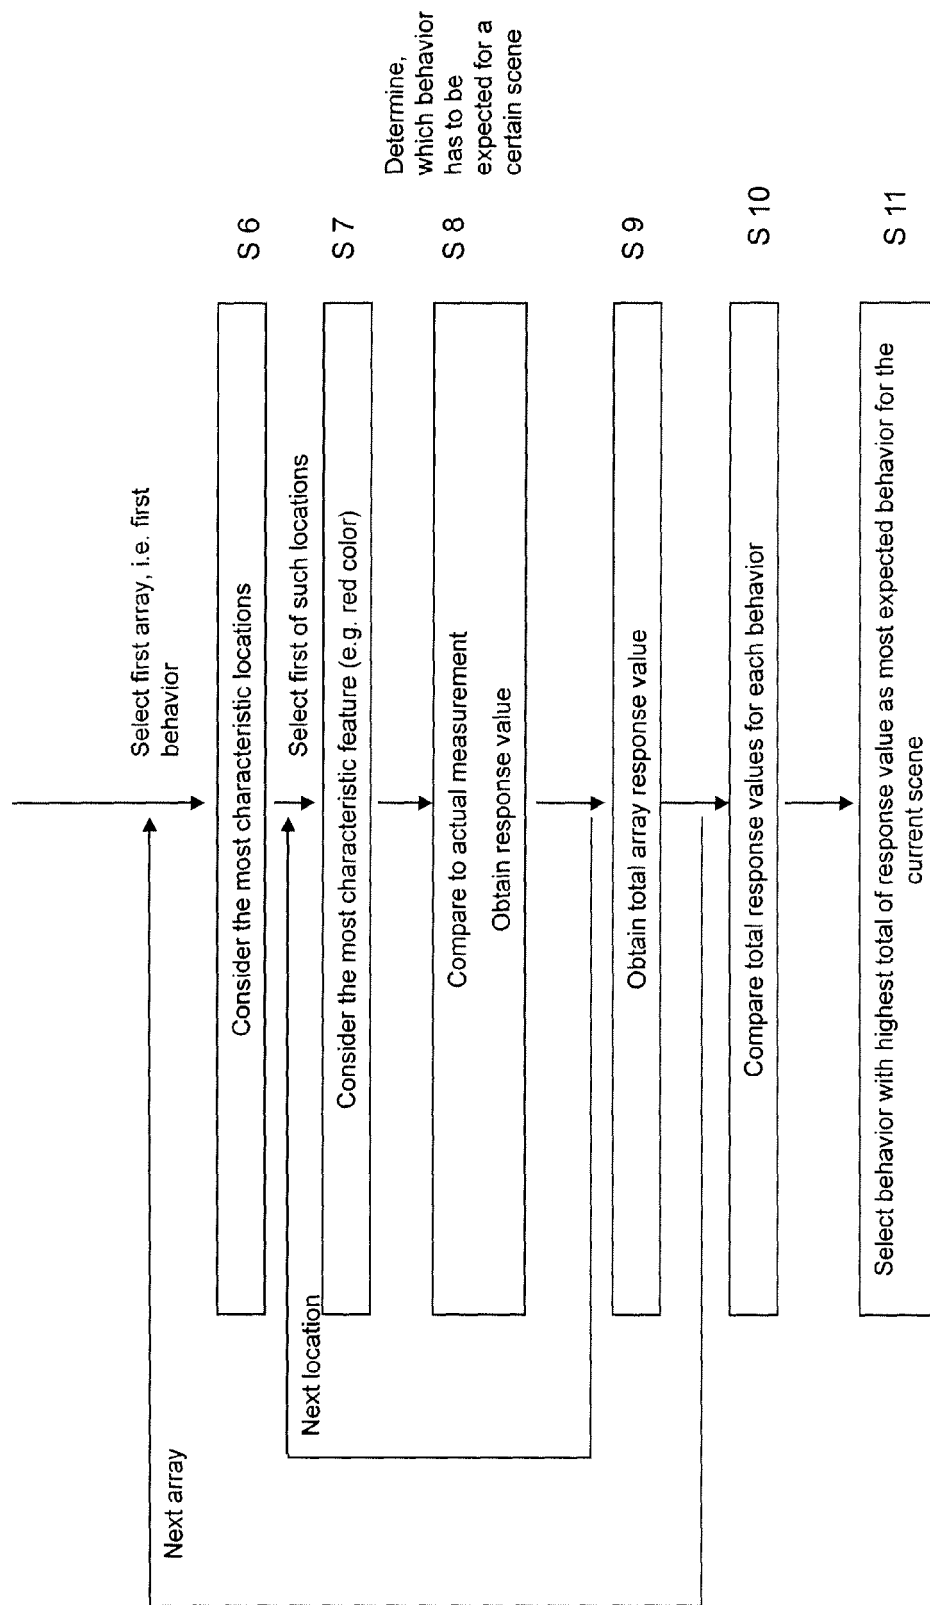 Select first array, i.e. first
behavior
Next array
Consider the most characteristic locations
S 6
Select first of such locations
Next location
Consider the most characteristic feature (e.g. red color)
S 7
Compare to actual measurement
Obtain response value
S 8
Determine,
which behavior
has to be
expected for a
certain scene
Obtain total array response value
S 9
Compare total response values for each behavior
S 10
Select behavior with highest total of response value as most expected behavior for the
current scene
S 11